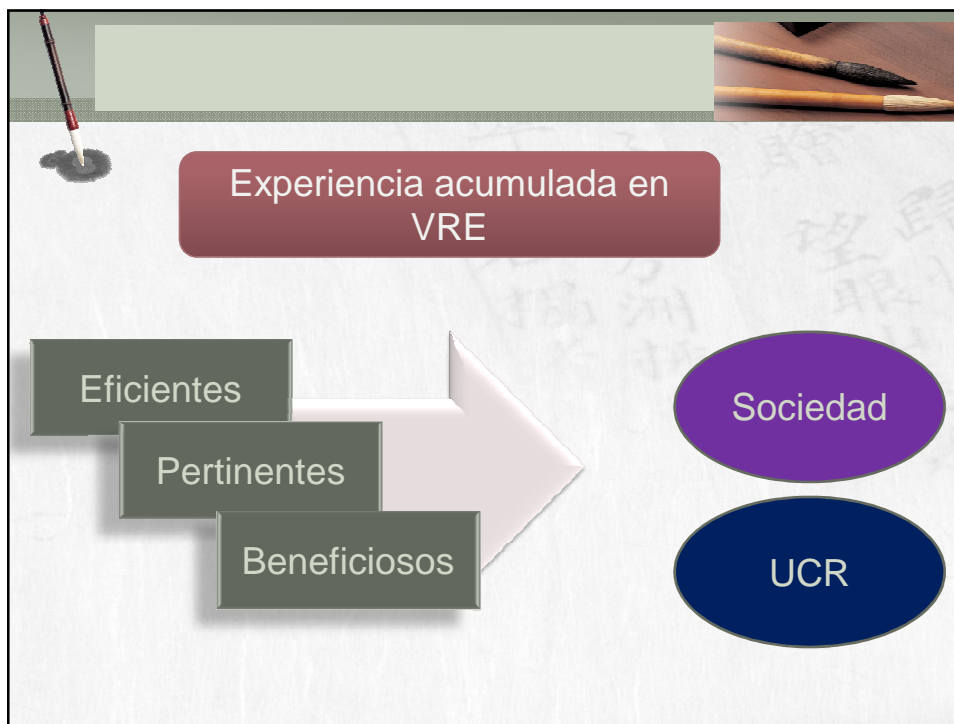 Experiencia acumulada en
VRE
Eficientes
Pertinentes
Beneficiosos
Sociedad
UCR